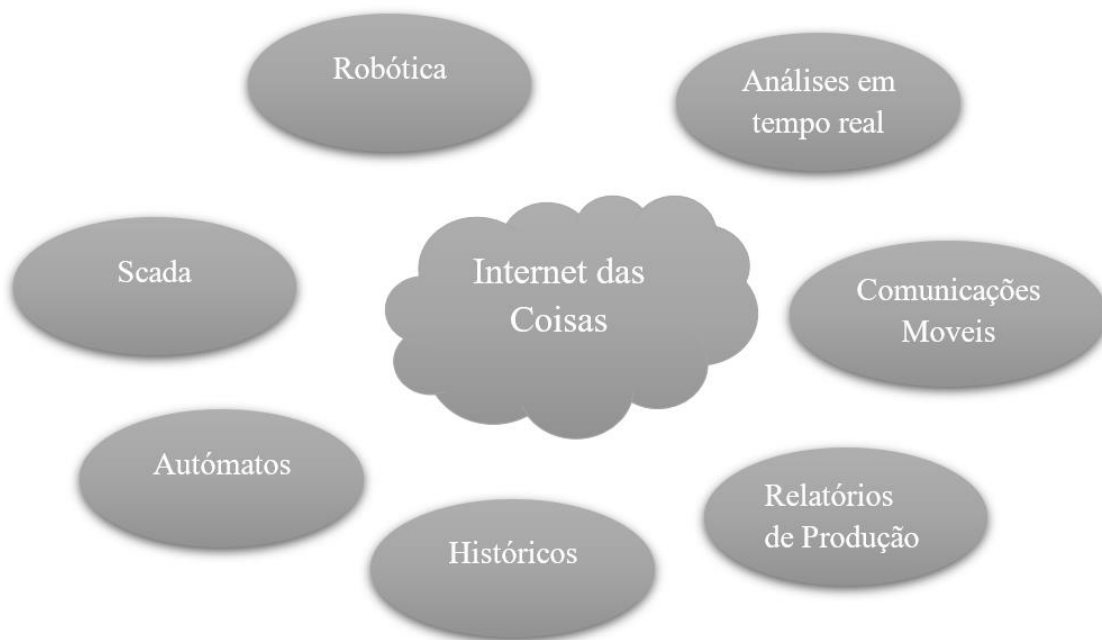 Robótica
Análises em
tempo real
Scada
Internet das
Coisas
Comunicações
Moveis
Autómatos
Relatórios
de Produção
Históricos